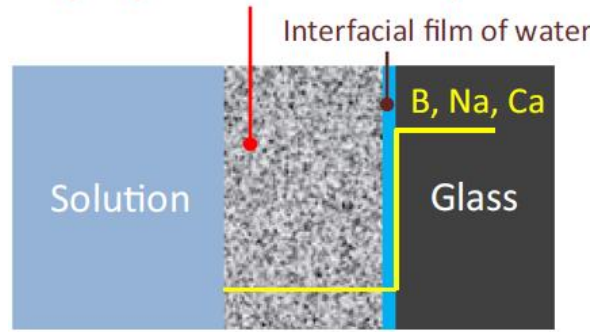 Interfacial film of water
B, Na, Ca
Solution
Glass